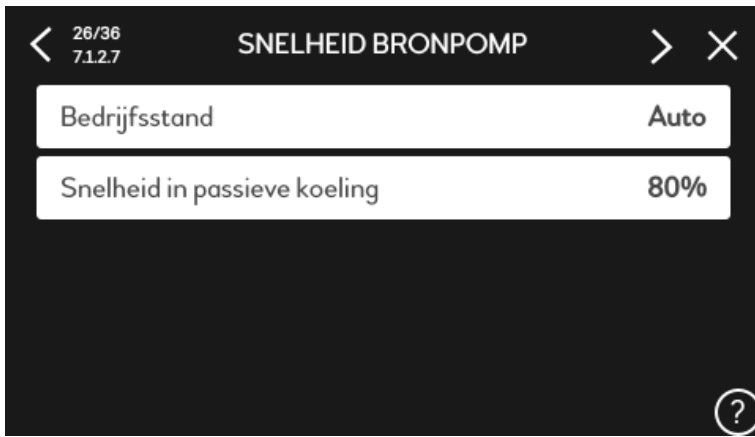 26/36
7.1.2.7
SNELHEID BRONPOMP
Bedrijfsstand Auto
Snelheid in passieve koeling 80%
?